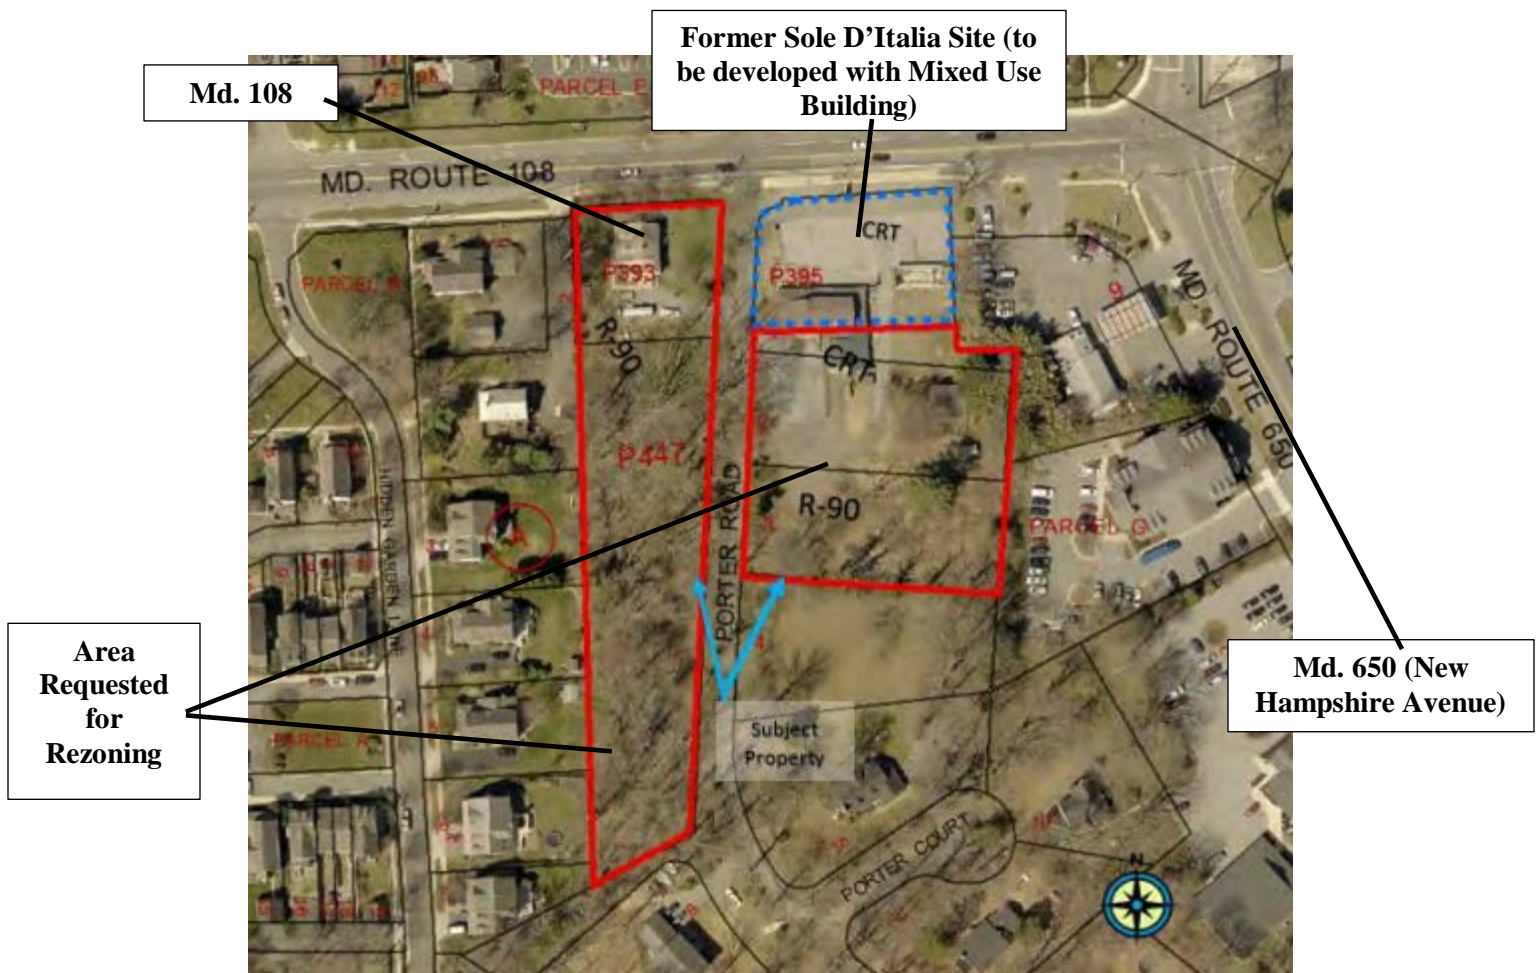 Former Sole D’Italia Site (to
be developed with Mixed Use
Building)
Md. 108
PARCEL E
MD. ROUTE 108
CRT
P393
P395
PARCEL
9
MD. ROUTE 650
R-90
CRT
P447
PORTER ROAD
R-90
PARCEL G
HIDDEN GARDEN LANE
A
4
Area
Requested
for
Rezoning
Md. 650 (New
Hampshire Avenue)
Subject
Property
PARCEL A
PORTER COURT
N